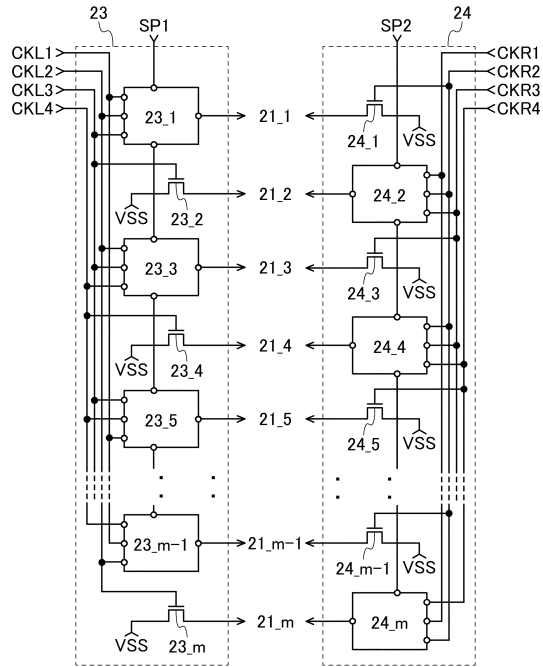 23 SP1 SP2 24
CKL1 CKR1
CKL2 CKR2
CKL3 CKR3
CKL4 CKR4
23_1 21_1 24_1 VSS
VSS 23_2 21_2 24_2
23_3 21_3 24_3 VSS
VSS 23_4 21_4 24_4
23_5 21_5 24_5 VSS
23_m-1 21_m-1 24_m-1 VSS
VSS 23_m 21_m 24_m